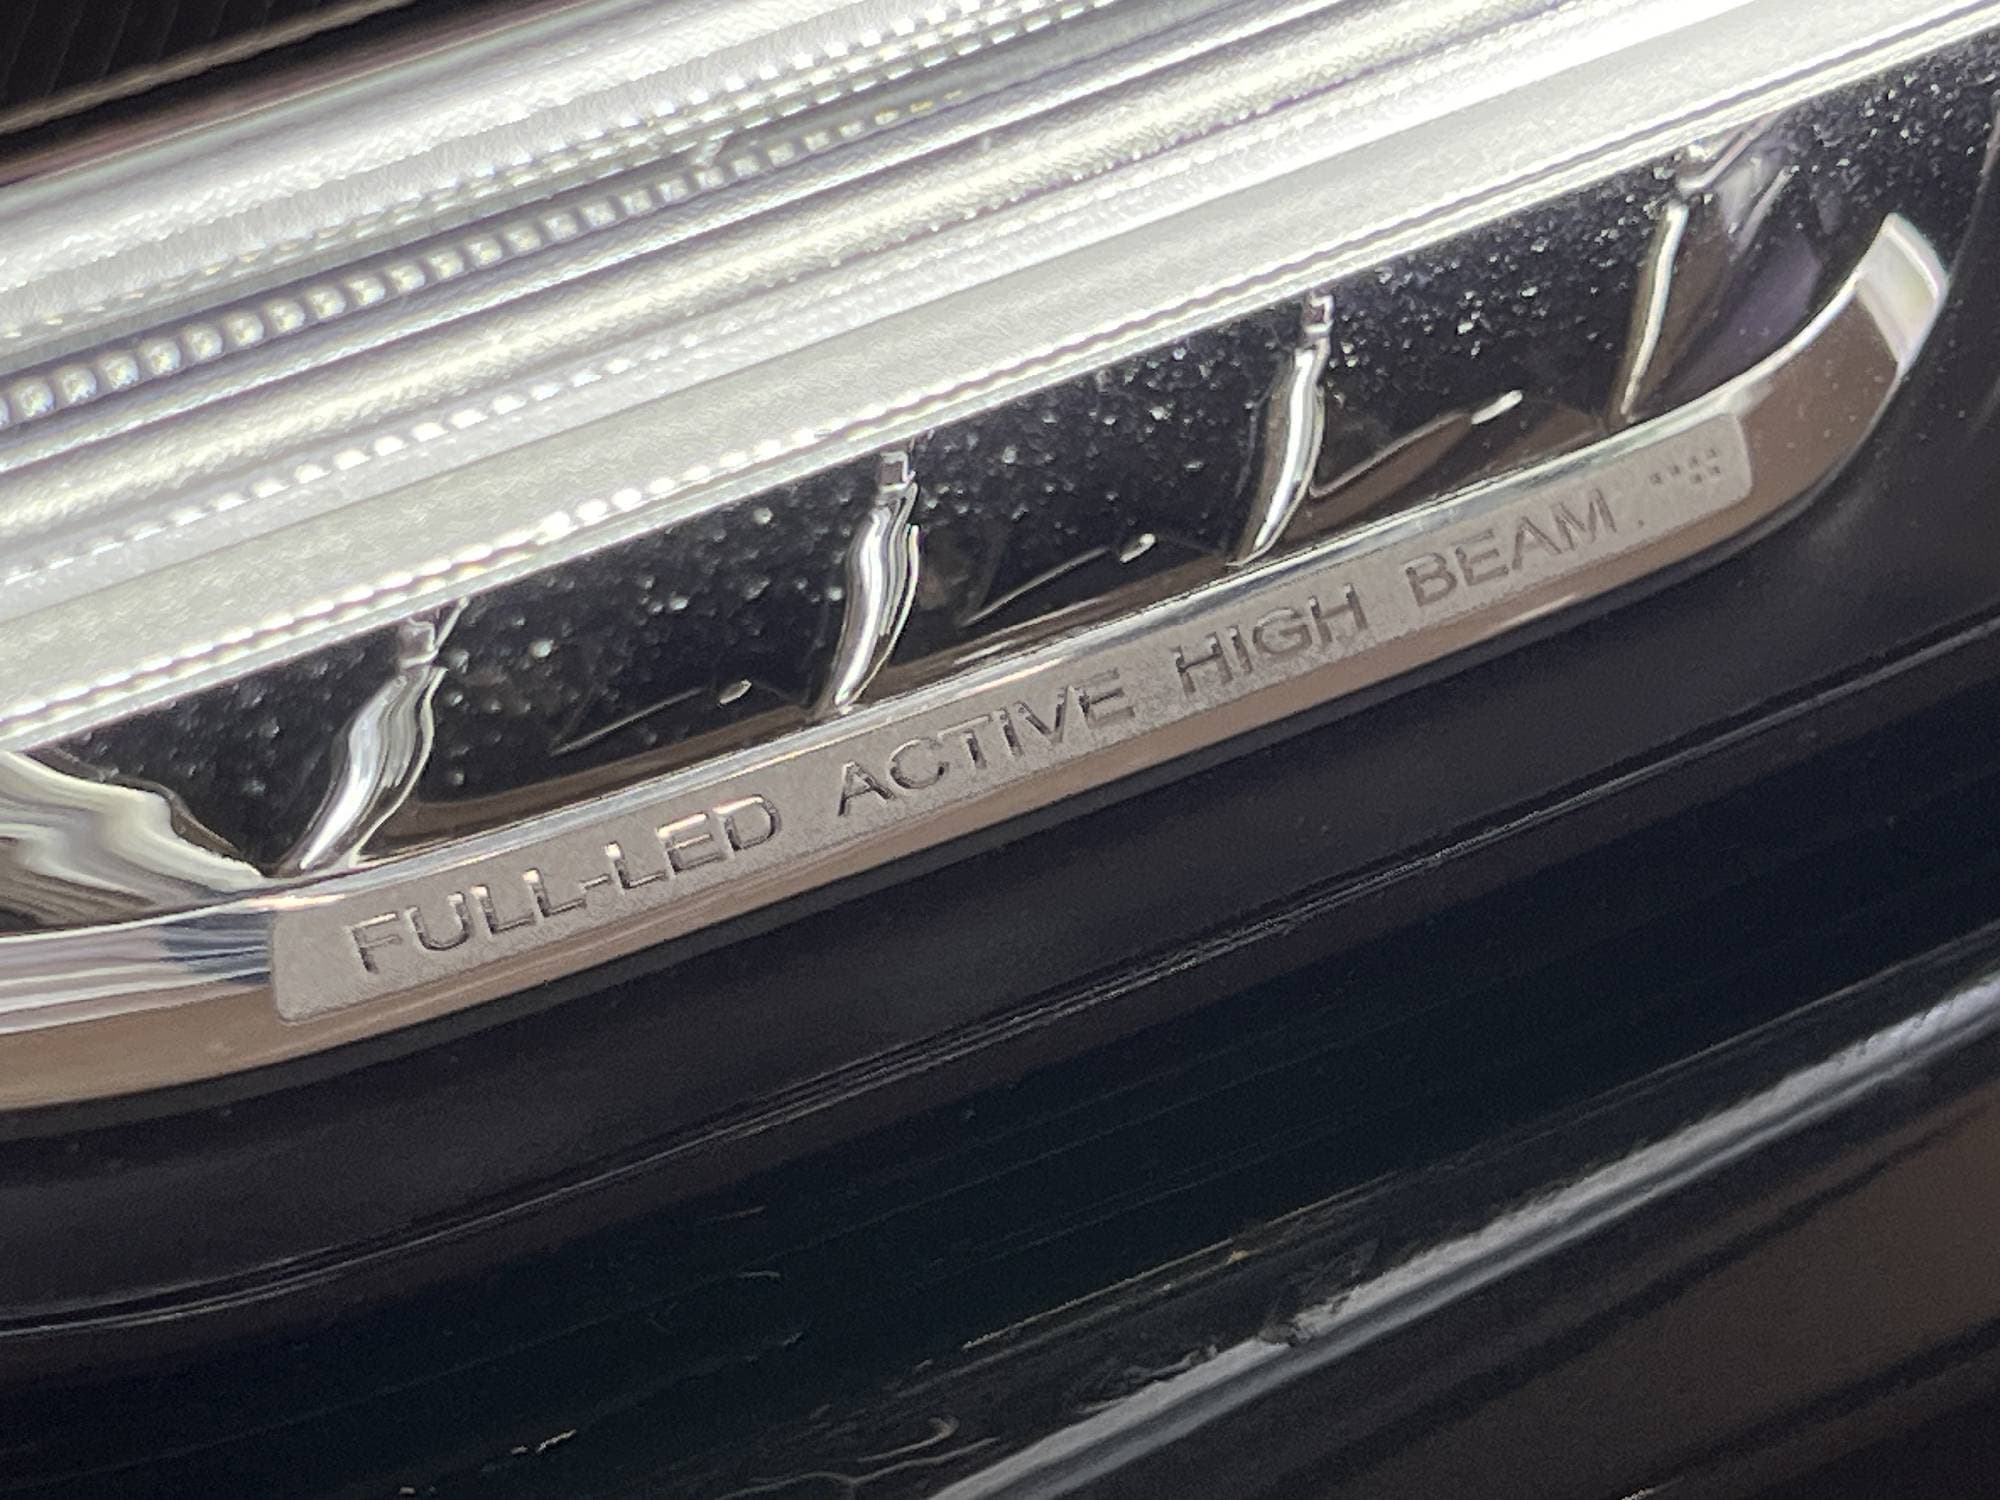 FULL-LED ACTIVE HIGH BEAM